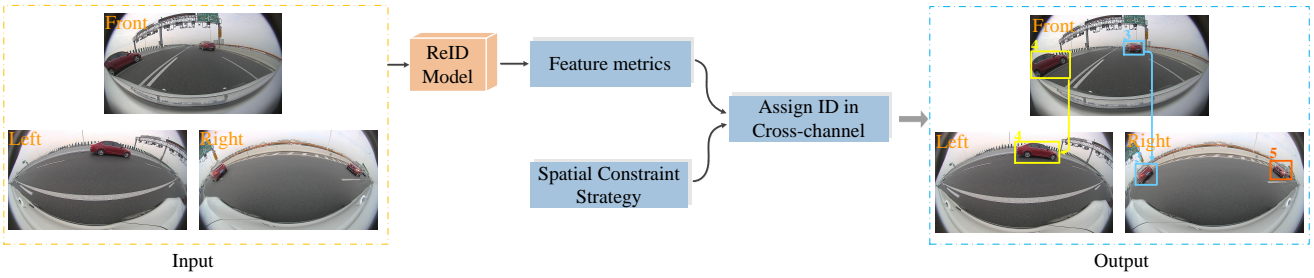 Front
Left
Right
Input
ReID
Model
Feature metrics
Spatial Constraint
Strategy
Assign ID in
Cross-channel
Front
4
3
Left
4
Right
3
5
Output